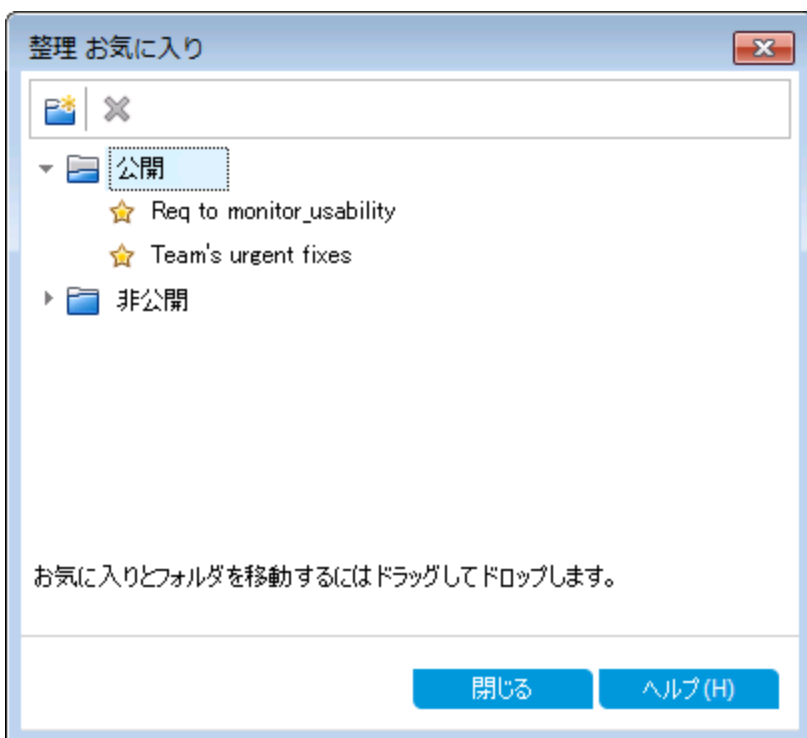 整理 お気に入り
公開
Req to monitor_usability
Team's urgent fixes
非公開
お気に入りとフォルダを移動するにはドラッグしてドロップします。
閉じる
ヘルプ(H)